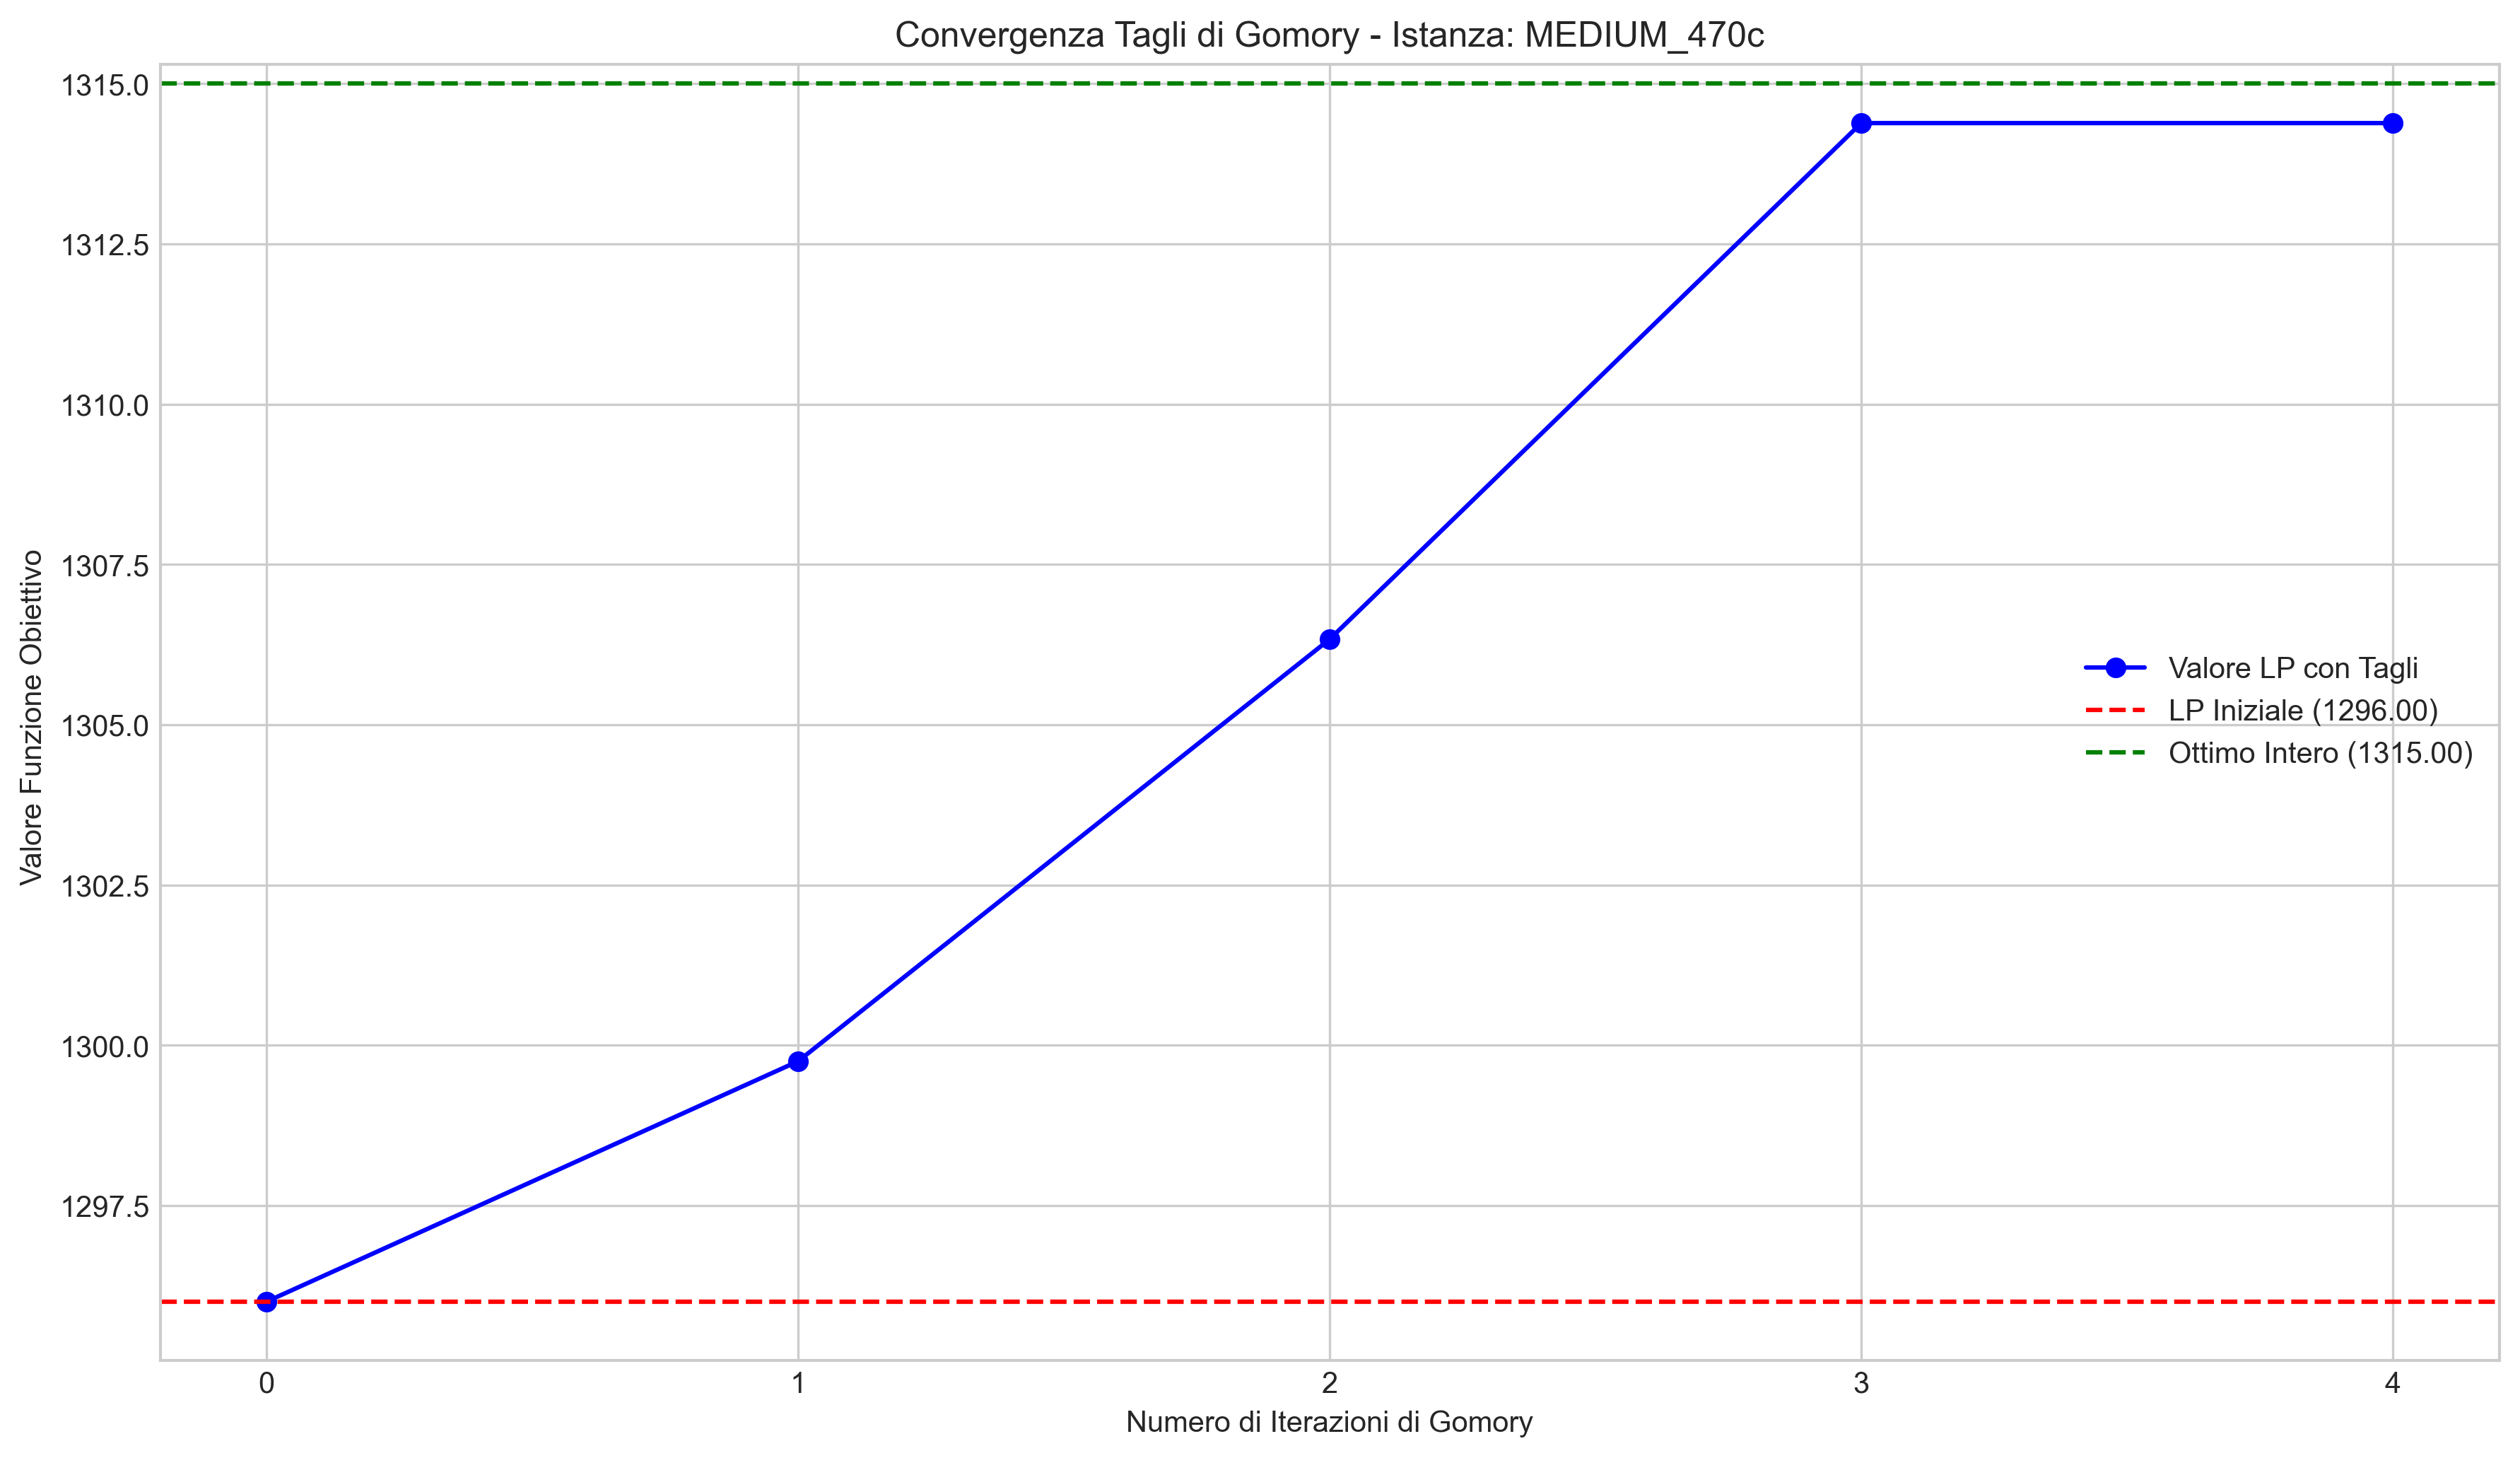 Convergenza Tagli di Gomory - Istanza: MEDIUM_470c
1315.0
1312.5
1310.0
1307.5
1305.0
1302.5
1300.0
1297.5
Valore Funzione Obiettivo
Valore LP con Tagli
LP Iniziale (1296.00)
Ottimo Intero (1315.00)
0 1 2 3 4
Numero di Iterazioni di Gomory